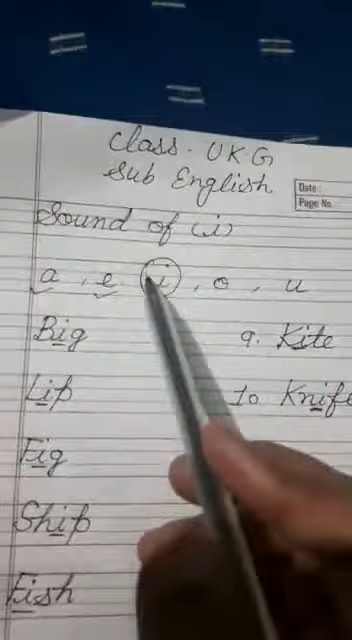 Class - UKG
Sub English
Date :
Page No.
Sound of (i)
a , e , i , o , u
Big 9. Kite
Lip 10 Knife
Fig
Ship
Fish